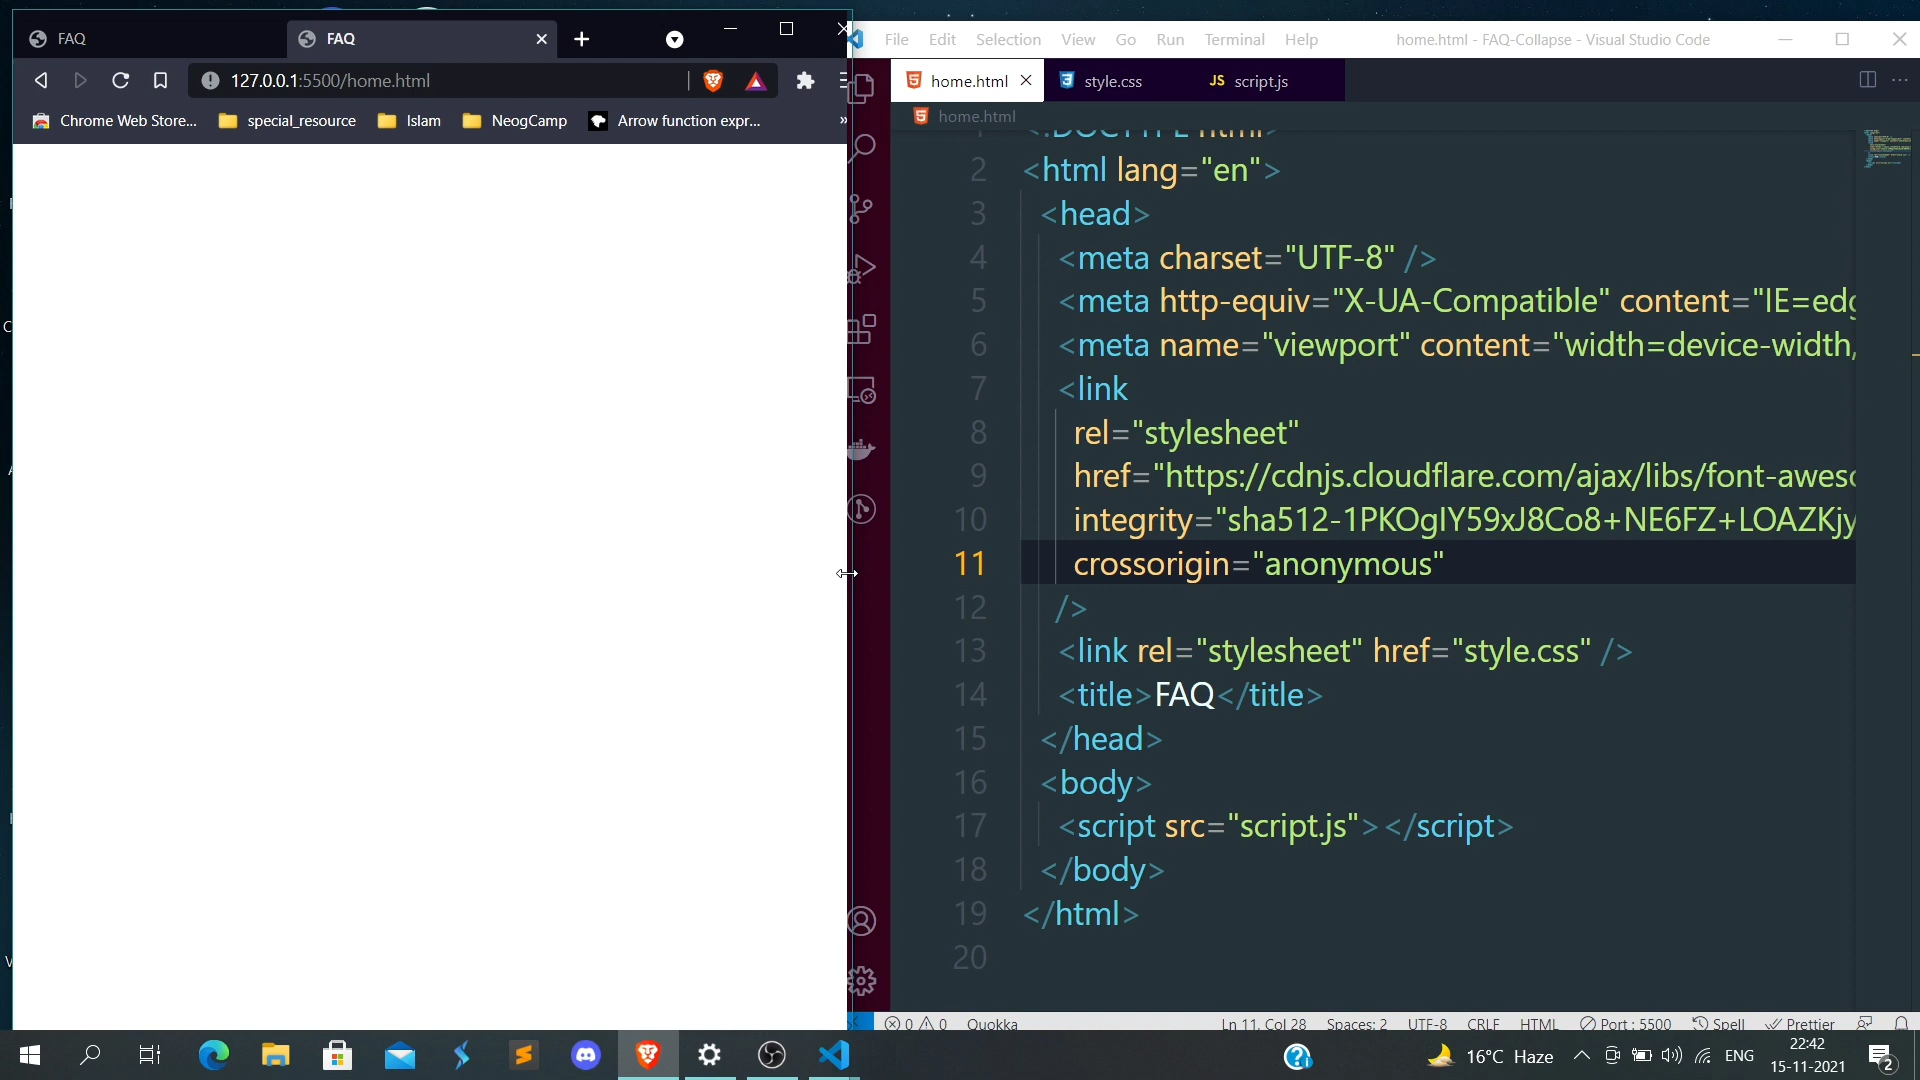 FAQ
FAQ
127.0.0.1:5500/home.html
Chrome Web Store...
special_resource
Islam
NeogCamp
Arrow function expr...
»
File Edit Selection View Go Run Terminal Help
home.html - FAQ-Collapse - Visual Studio Code
home.html
style.css
JS script.js
home.html
1 <!DOCTYPE html>
2 <html lang="en">
3 <head>
4 <meta charset="UTF-8" />
5 <meta http-equiv="X-UA-Compatible" content="IE=edg
6 <meta name="viewport" content="width=device-width,
7 <link
8 rel="stylesheet"
9 href="https://cdnjs.cloudflare.com/ajax/libs/font-aweso
10 integrity="sha512-1PKOgIY59xJ8Co8+NE6FZ+LOAZKjy
11 crossorigin="anonymous"
12 />
13 <link rel="stylesheet" href="style.css" />
14 <title>FAQ</title>
15 </head>
16 <body>
17 <script src="script.js"></script>
18 </body>
19 </html>
20
0 0 Quokka
Ln 11, Col 28 Spaces: 2 UTF-8 CRLF HTML Port : 5500 Spell Prettier
16°C Haze
ENG
22:42
15-11-2021
2